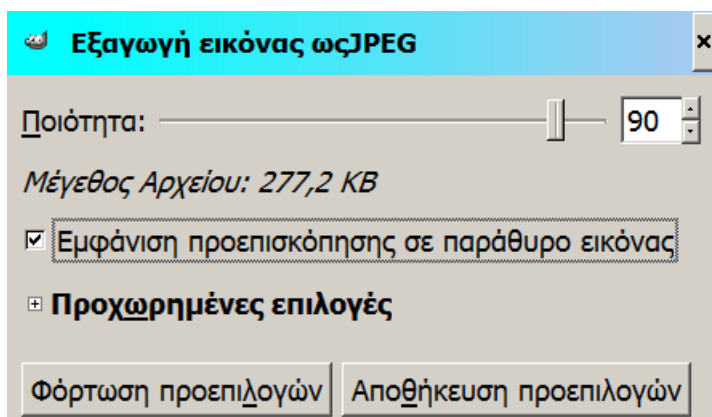 Εξαγωγή εικόνας ωςJPEG
Ποιότητα: 90
Μέγεθος Αρχείου: 277,2 KB
Εμφάνιση προεπισκόπησης σε παράθυρο εικόνας
Προχωρημένες επιλογές
Φόρτωση προεπιλογών Αποθήκευση προεπιλογών